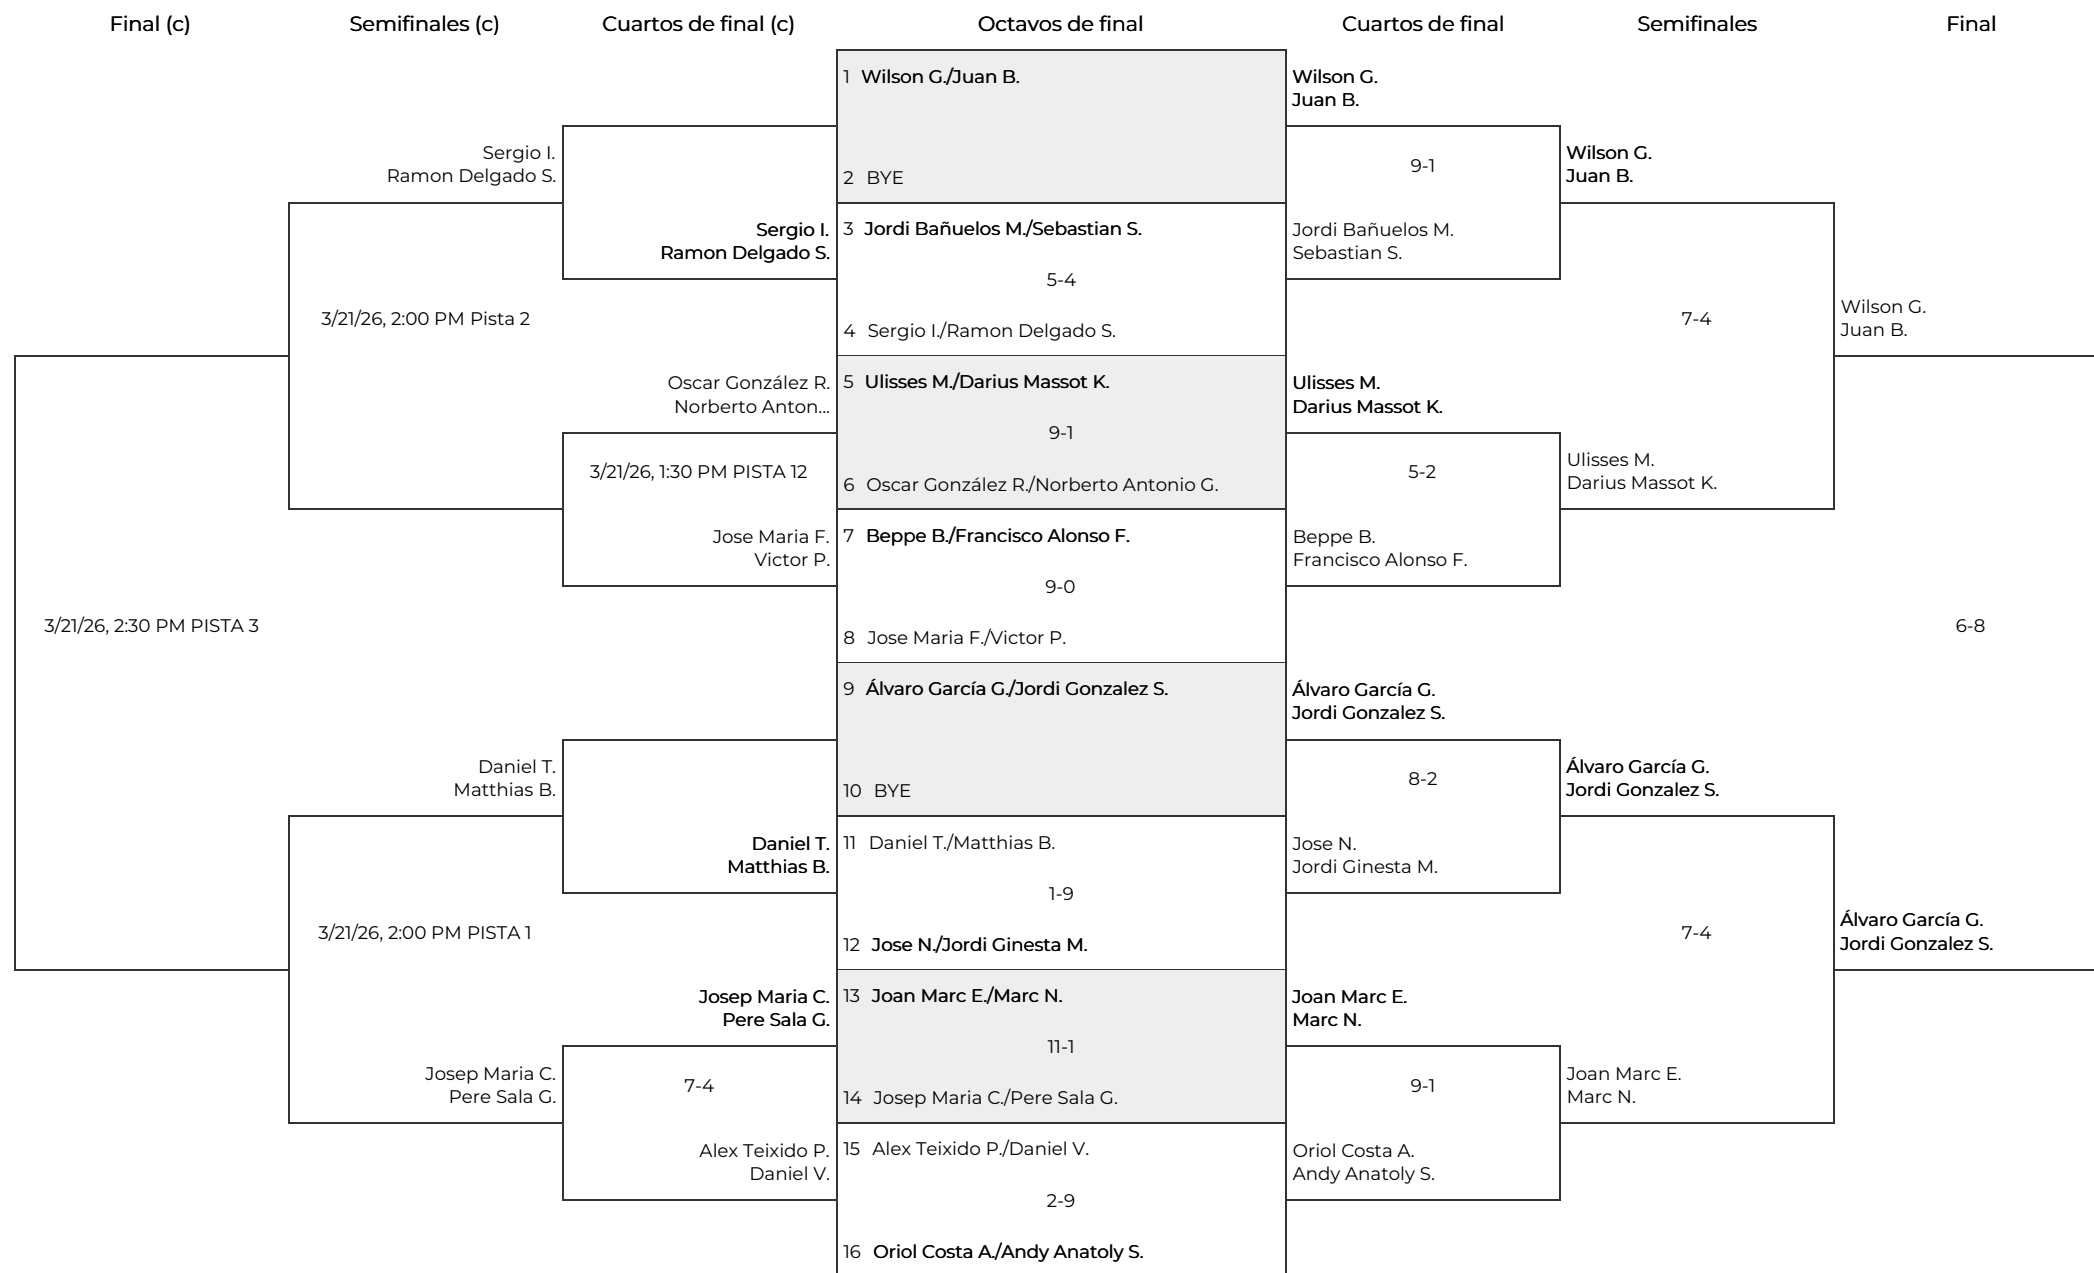 Final (c)
Semifinales (c)
Cuartos de final (c)
Octavos de final
Cuartos de final
Semifinales
Final
Sergio I.
Ramon Delgado S.
Sergio I.
Ramon Delgado S.
3/21/26, 2:00 PM Pista 2
Oscar González R.
Norberto Anton...
3/21/26, 1:30 PM PISTA 12
Jose Maria F.
Victor P.
3/21/26, 2:30 PM PISTA 3
Daniel T.
Matthias B.
Daniel T.
Matthias B.
3/21/26, 2:00 PM PISTA 1
Josep Maria C.
Pere Sala G.
Josep Maria C.
Pere Sala G.
7-4
Alex Teixido P.
Daniel V.
1 Wilson G./Juan B.
2 BYE
3 Jordi Bañuelos M./Sebastian S.
5-4
4 Sergio I./Ramon Delgado S.
5 Ulisses M./Darius Massot K.
9-1
6 Oscar González R./Norberto Antonio G.
7 Beppe B./Francisco Alonso F.
9-0
8 Jose Maria F./Victor P.
9 Álvaro García G./Jordi Gonzalez S.
10 BYE
11 Daniel T./Matthias B.
1-9
12 Jose N./Jordi Ginesta M.
13 Joan Marc E./Marc N.
11-1
14 Josep Maria C./Pere Sala G.
15 Alex Teixido P./Daniel V.
2-9
16 Oriol Costa A./Andy Anatoly S.
Wilson G.
Juan B.
9-1
Jordi Bañuelos M.
Sebastian S.
Ulisses M.
Darius Massot K.
5-2
Beppe B.
Francisco Alonso F.
Álvaro García G.
Jordi Gonzalez S.
8-2
Jose N.
Jordi Ginesta M.
Joan Marc E.
Marc N.
9-1
Oriol Costa A.
Andy Anatoly S.
Wilson G.
Juan B.
7-4
Ulisses M.
Darius Massot K.
Álvaro García G.
Jordi Gonzalez S.
7-4
Joan Marc E.
Marc N.
Wilson G.
Juan B.
6-8
Álvaro García G.
Jordi Gonzalez S.